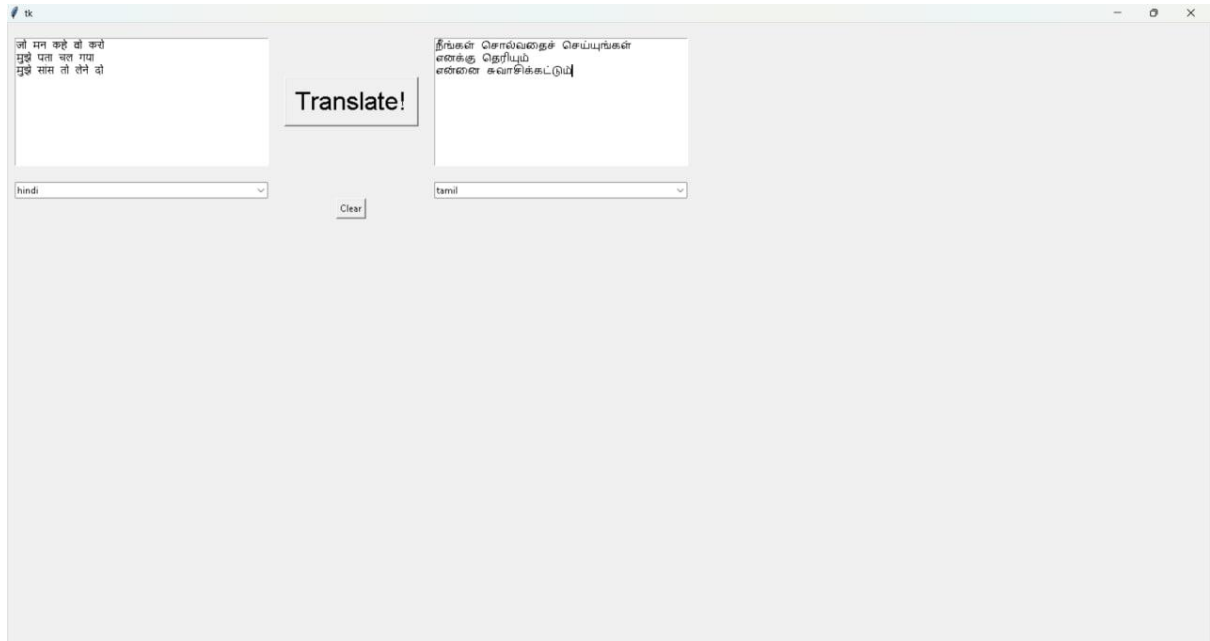 tk
जो मन कहे वो करो
मुझे पता चल गया
मुझे सांस तो लेने दो
Translate!
நீங்கள் சொல்வதைச் செய்யுங்கள்
எனக்கு தெரியும்
என்னை சுவாசிக்கட்டும்
hindi
tamil
Clear